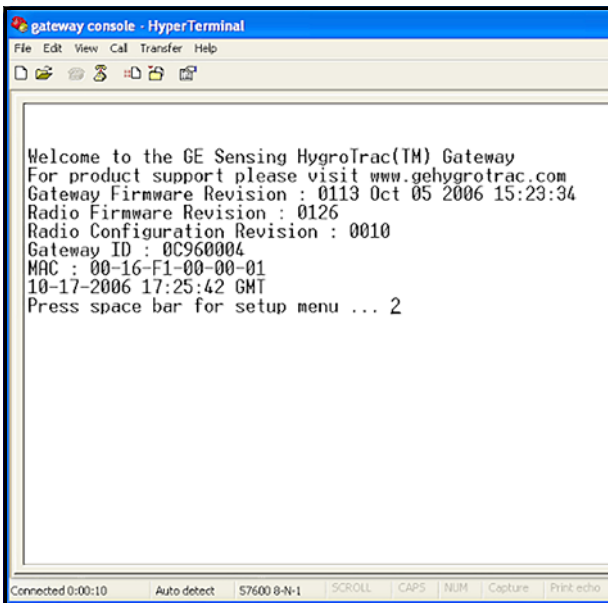 gateway console - HyperTerminal
File Edit View Call Transfer Help
Welcome to the GE Sensing HygroTrac(TM) Gateway
For product support please visit www.gehygrotrac.com
Gateway Firmware Revision : 0113 Oct 05 2006 15:23:34
Radio Firmware Revision : 0126
Radio Configuration Revision : 0010
Gateway ID : 0C960004
MAC : 00-16-F1-00-00-01
10-17-2006 17:25:42 GMT
Press space bar for setup menu ... 2
Connected 0:00:10 Auto detect 57600 8-N-1 SCROLL CAPS NUM Capture Print echo